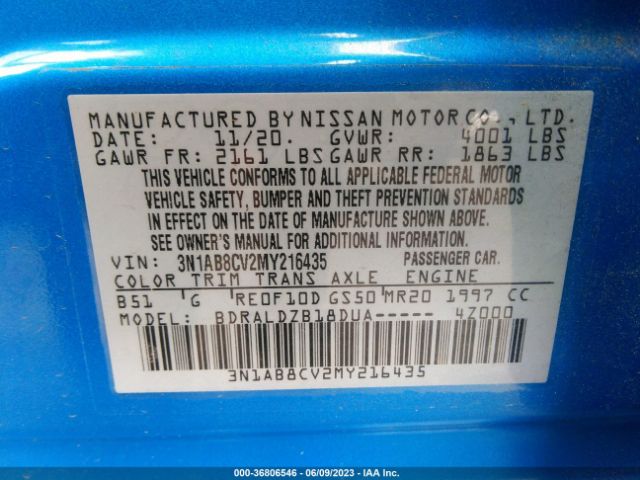 MANUFACTURED BY NISSAN MOTOR CO., LTD.
DATE: 11/20. GVWR: 4001 LBS
GAWR FR: 2161 LBS GAWR RR: 1863 LBS
THIS VEHICLE CONFORMS TO ALL APPLICABLE FEDERAL MOTOR
VEHICLE SAFETY, BUMPER AND THEFT PREVENTION STANDARDS
IN EFFECT ON THE DATE OF MANUFACTURE SHOWN ABOVE.
SEE OWNER'S MANUAL FOR ADDITIONAL INFORMATION
VIN: 3N1AB8CV2MY216435 PASSENGER CAR.
COLOR TRIM TRANS AXLE ENGINE
B51 G RE0F10D GS50 MR20 1997 CC
MODEL: BDRALDZB18DUA----- 4Z000
3N1AB8CV2MY216435
000-36806546 - 06/09/2023 - IAA Inc.